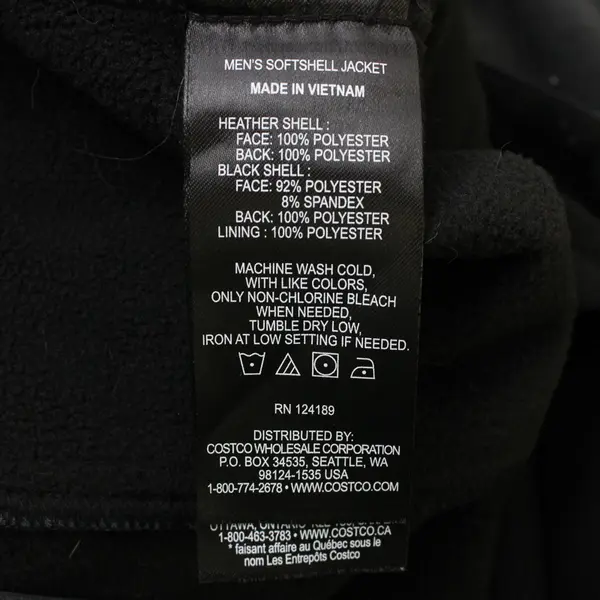 MEN'S SOFTSHELL JACKET
MADE IN VIETNAM
HEATHER SHELL :
FACE: 100% POLYESTER
BACK: 100% POLYESTER
BLACK SHELL :
FACE: 92% POLYESTER
8% SPANDEX
BACK: 100% POLYESTER
LINING : 100% POLYESTER
MACHINE WASH COLD,
WITH LIKE COLORS,
ONLY NON-CHLORINE BLEACH
WHEN NEEDED,
TUMBLE DRY LOW,
IRON AT LOW SETTING IF NEEDED.
RN 124189
DISTRIBUTED BY:
COSTCO WHOLESALE CORPORATION
P.O. BOX 34535, SEATTLE, WA
98124-1535 USA
1-800-774-2678 • WWW.COSTCO.COM
OTTAWA, ONTARIO
1-800-463-3783 • WWW.COSTCO.CA
* faisant affaire au Québec sous le
nom Les Entrepôts Costco